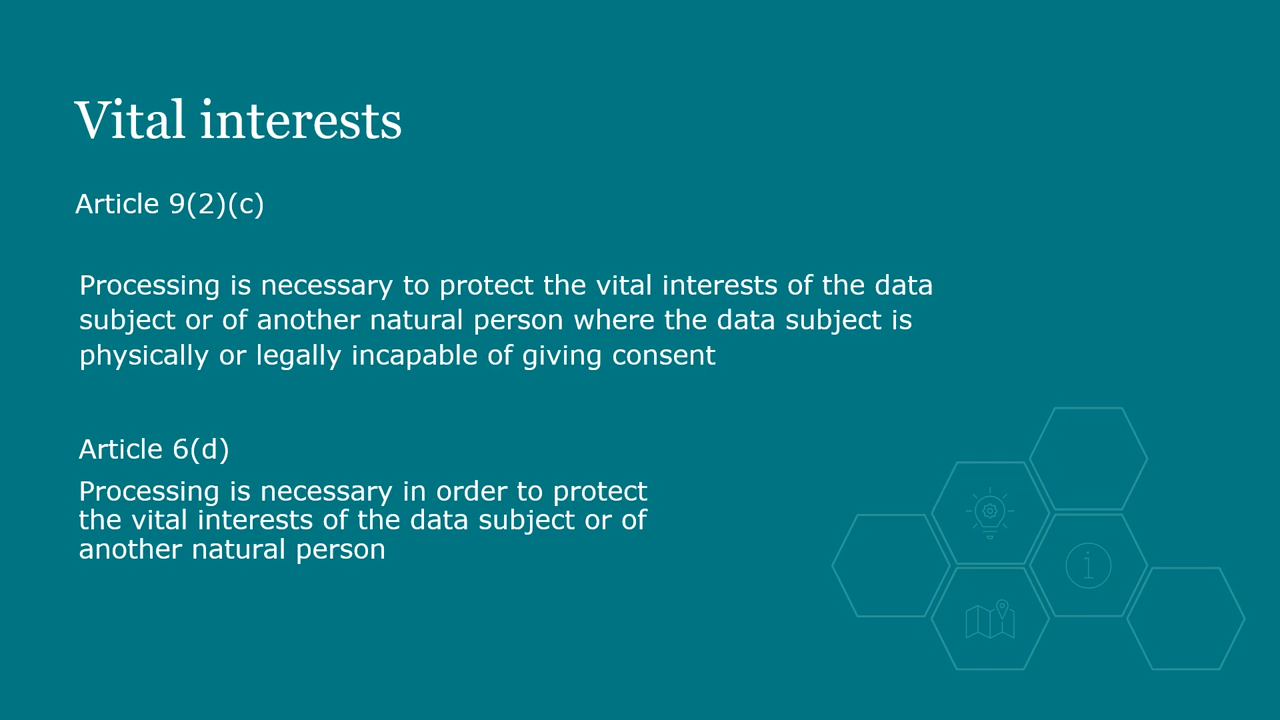 Vital interests
Article 9(2)(c)
Processing is necessary to protect the vital interests of the data
subject or of another natural person where the data subject is
physically or legally incapable of giving consent
Article 6(d)
Processing is necessary in order to protect
the vital interests of the data subject or of
another natural person
i